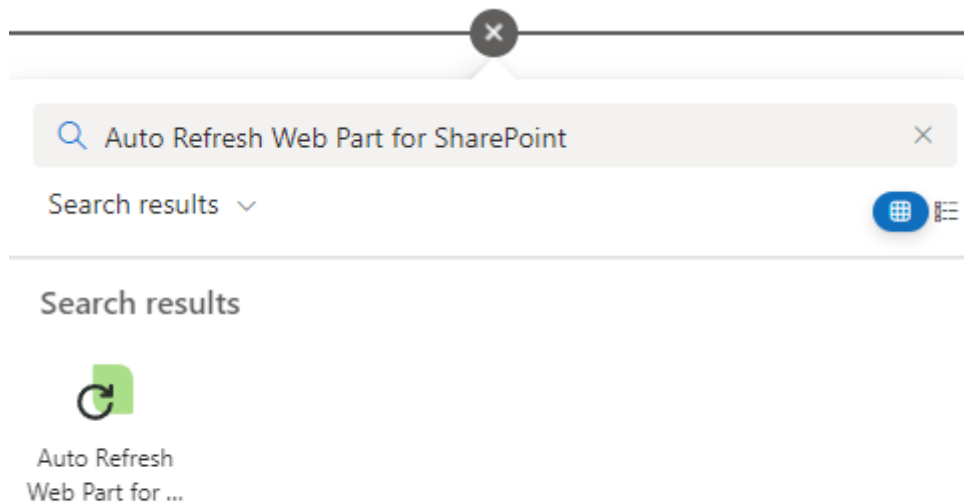 Auto Refresh Web Part for SharePoint
Search results
Search results
Auto Refresh
Web Part for ...